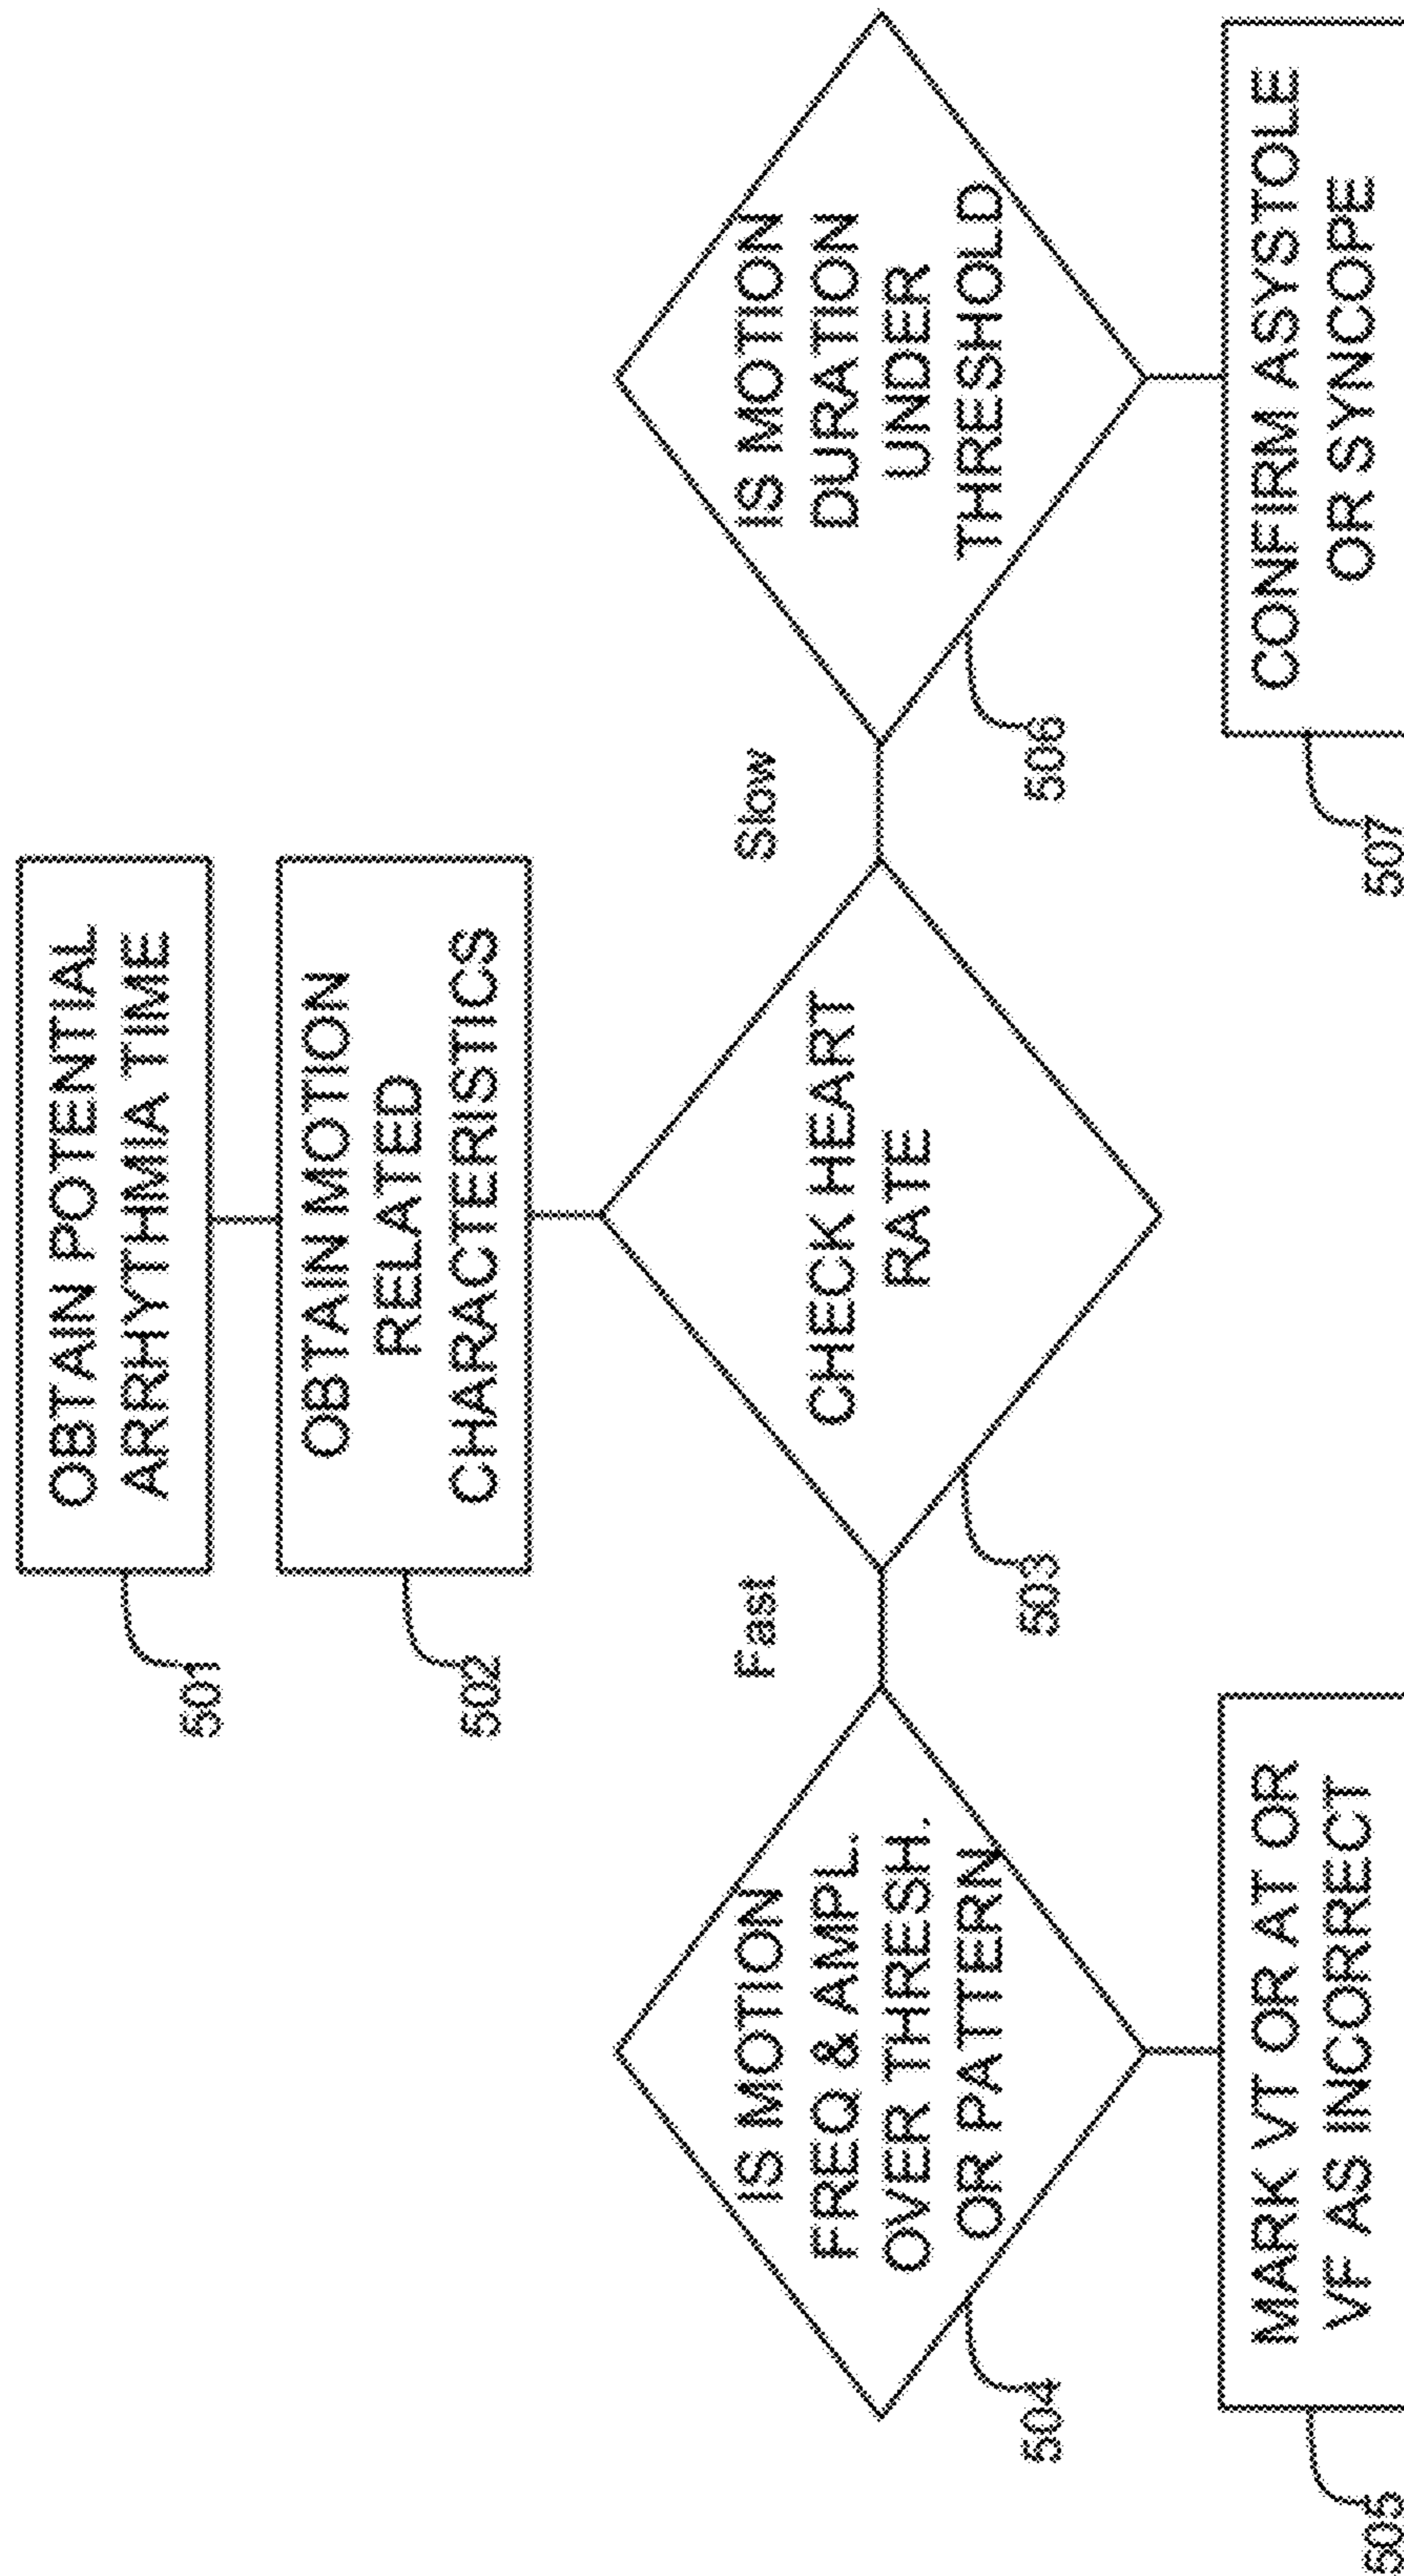 OBTAIN POTENTIAL
ARRHYTHMIA TIME
501
OBTAIN MOTION
RELATED
CHARACTERISTICS
502
CHECK HEART
RATE
503
Fast
Slow
IS MOTION
FREQ & AMPL.
OVER THRESH.
OR PATTERN
504
MARK VT OR AT OR
VF AS INCORRECT
505
IS MOTION
DURATION
UNDER
THRESHOLD
506
CONFIRM ASYSTOLE
OR SYNCOPE
507